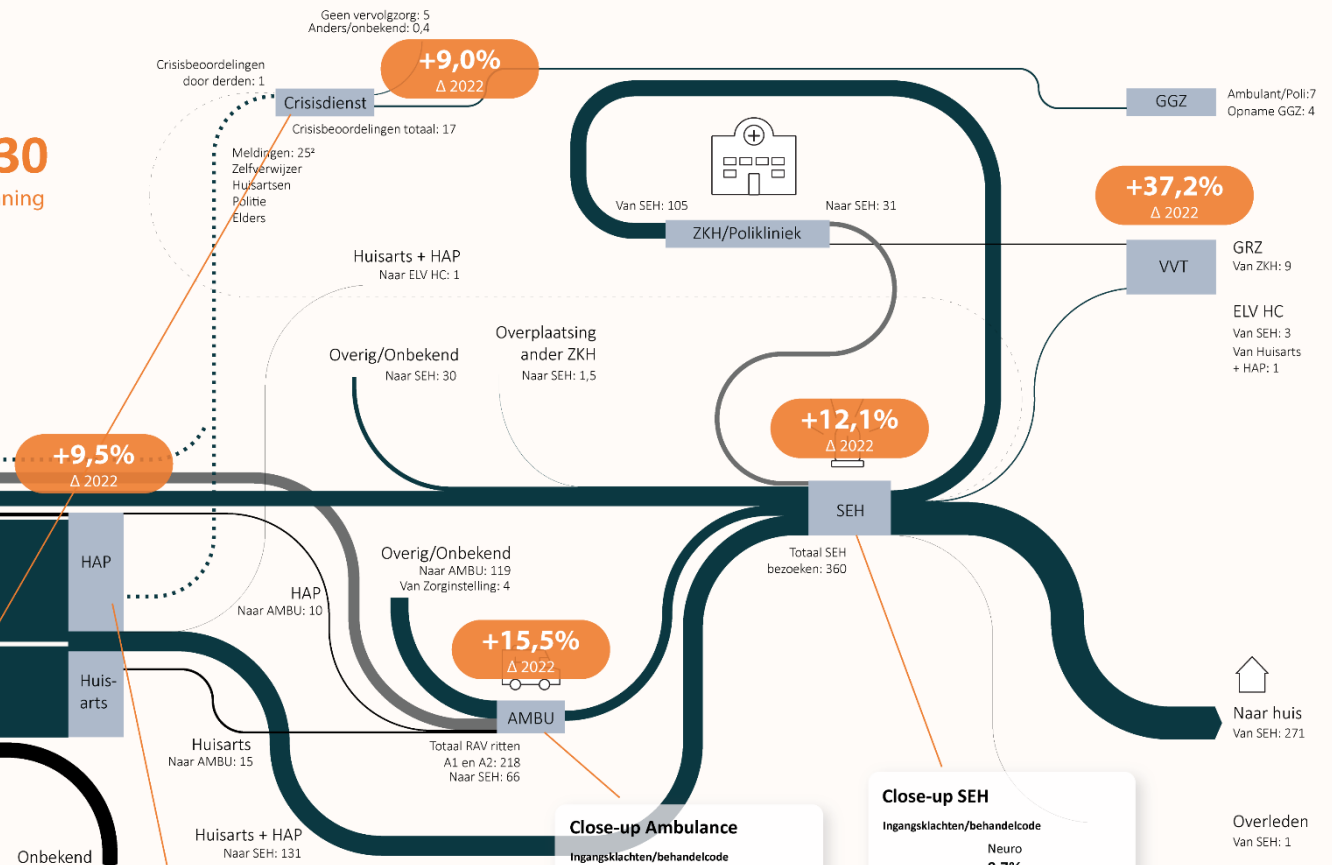 Geen vervolgzorg: 5
Anders/onbekend: 0,4
+9,0%
Δ 2022
Crisisbeoordelingen
door derden: 1
Crisisdienst
Crisisbeoordelingen totaal: 17
GGZ
Ambulant/Poli:7
Opname GGZ: 4
30
ning
Meldingen: 25²
Zelfverwijzer
Huisartsen
Politie
Elders
+37,2%
Δ 2022
Van SEH: 105
Naar SEH: 31
ZKH/Polikliniek
VVT
GRZ
Van ZKH: 9
ELV HC
Van SEH: 3
Van Huisarts
+ HAP: 1
Huisarts + HAP
Naar ELV HC: 1
Overig/Onbekend
Naar SEH: 30
Overplaatsing
ander ZKH
Naar SEH: 1,5
+12,1%
Δ 2022
+9,5%
Δ 2022
SEH
Totaal SEH
bezoeken: 360
HAP
HAP
Naar AMBU: 10
Overig/Onbekend
Naar AMBU: 119
Van Zorginstelling: 4
+15,5%
Δ 2022
AMBU
Totaal RAV ritten
A1 en A2: 218
Naar SEH: 66
Huis-
arts
Huisarts
Naar AMBU: 15
Naar huis
Van SEH: 271
Huisarts + HAP
Naar SEH: 131
Onbekend
Close-up Ambulance
Ingangsklachten/behandelcode
Close-up SEH
Ingangsklachten/behandelcode
Neuro
Overleden
Van SEH: 1